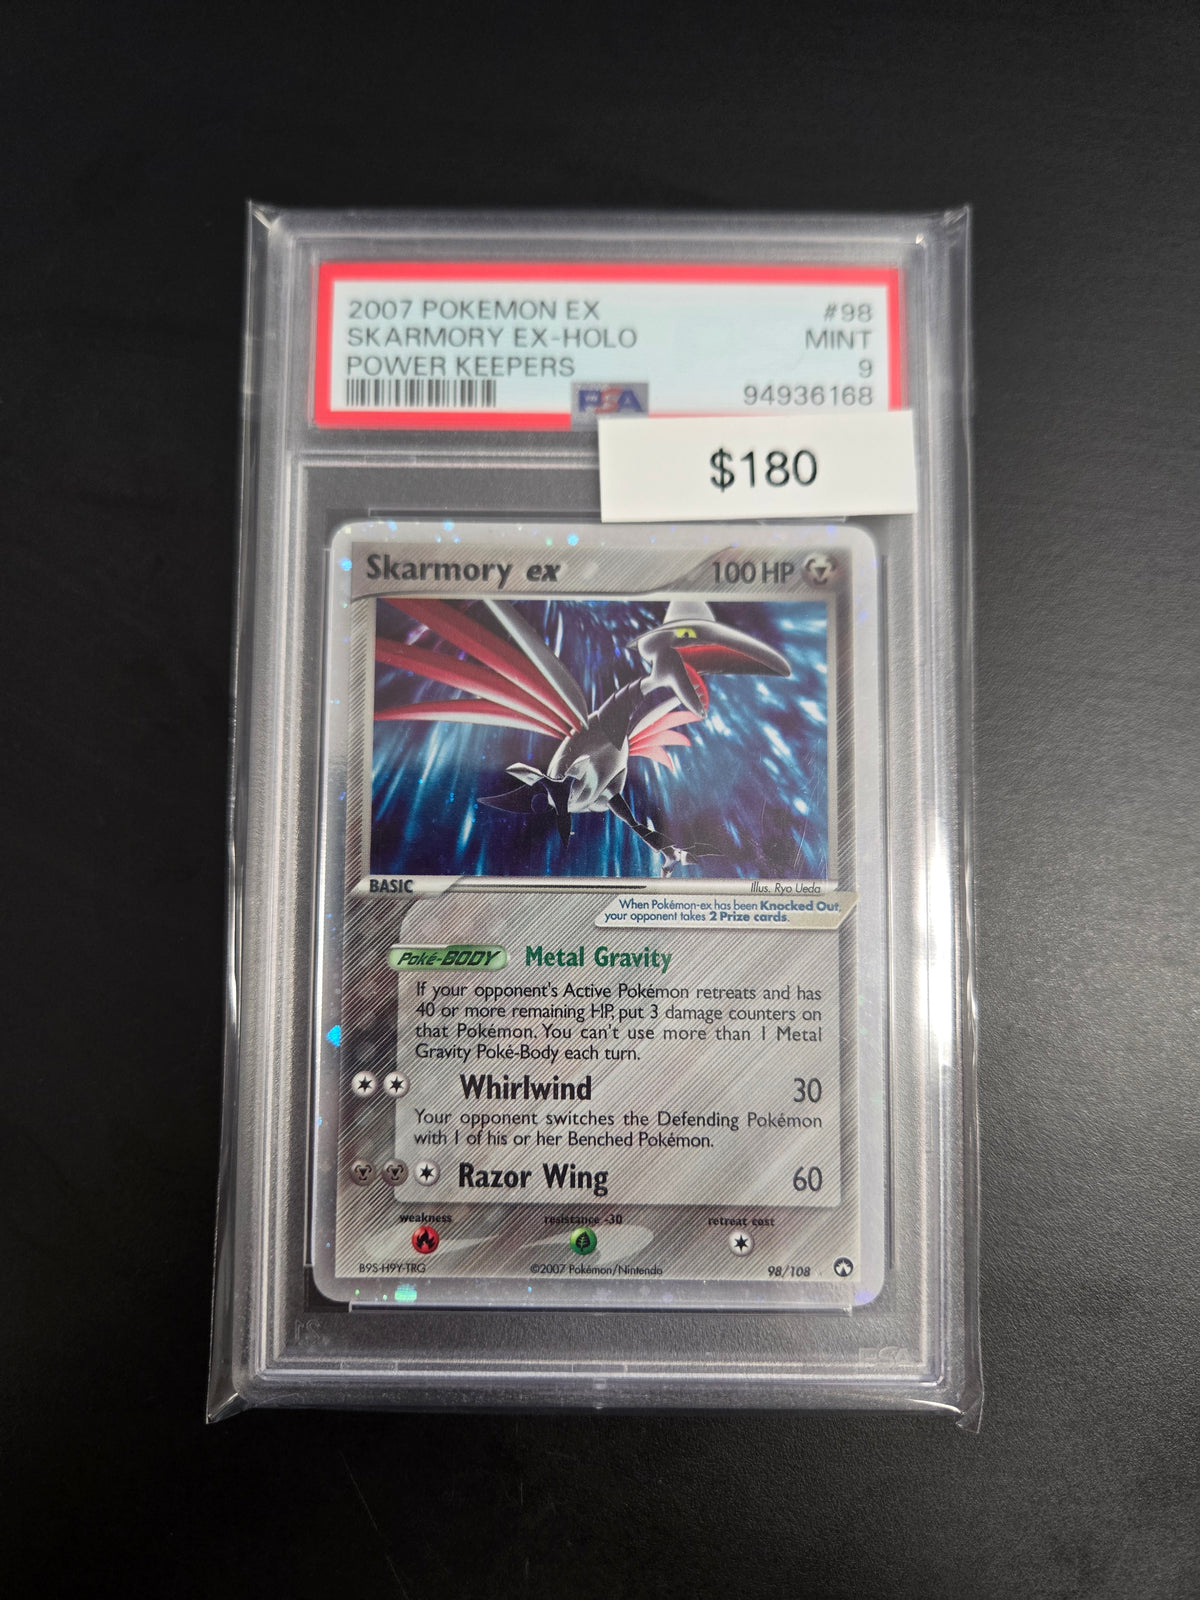 2007 POKEMON EX #98
SKARMORY EX-HOLO MINT
POWER KEEPERS 9
PSA 94936168
$180
Skarmory ex 100 HP
BASIC Illus. Ryo Ueda
When Pokémon-ex has been Knocked Out,
your opponent takes 2 Prize cards.
Poké-BODY Metal Gravity
If your opponent's Active Pokémon retreats and has
40 or more remaining HP, put 3 damage counters on
that Pokémon. You can't use more than 1 Metal
Gravity Poké-Body each turn.
Whirlwind 30
Your opponent switches the Defending Pokémon
with 1 of his or her Benched Pokémon.
Razor Wing 60
weakness resistance -30 retreat cost
B9S-H9Y-TRG ©2007 Pokémon/Nintendo 98/108
PSA